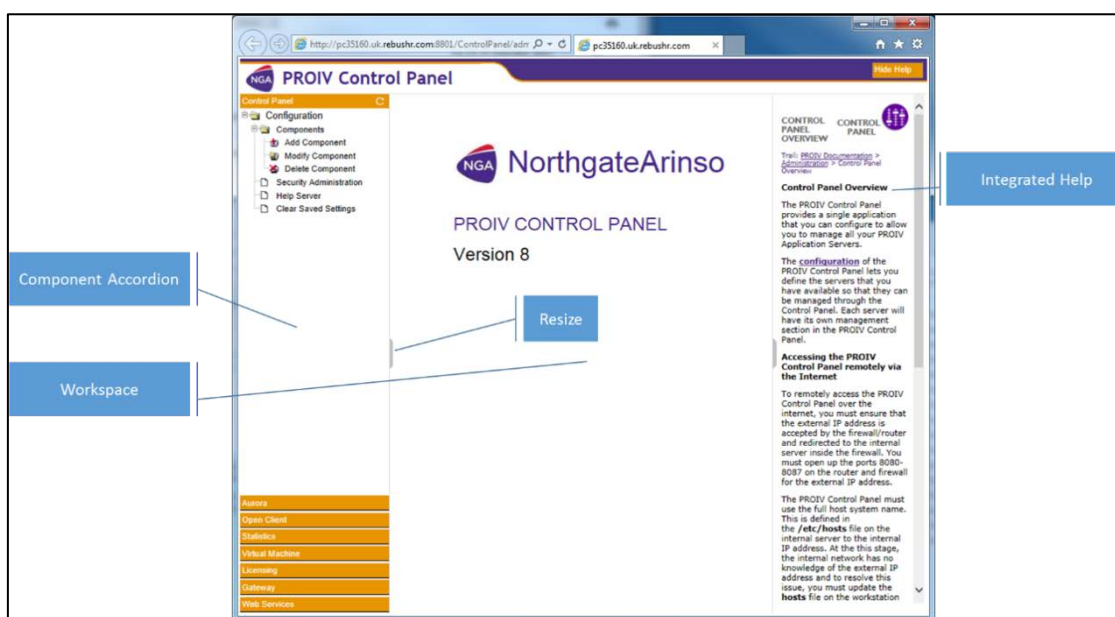 http://pc35160.uk.rebushr.com:8801/ControlPanel/adm
pc35160.uk.rebushr.com
NGA PROIV Control Panel
Hide Help
Control Panel
Configuration
Components
Add Component
Modify Component
Delete Component
Security Administration
Help Server
Clear Saved Settings
NGA NorthgateArinso
PROIV CONTROL PANEL
Version 8
Component Accordion
Workspace
Resize
Integrated Help
Aurora
Open Client
Statistics
Virtual Machine
Licensing
Gateway
Web Services
CONTROL
PANEL
OVERVIEW
CONTROL
PANEL
Trail: PROIV Documentation >
Administration > Control Panel
Overview
Control Panel Overview
The PROIV Control Panel
provides a single application
that you can configure to allow
you to manage all your PROIV
Application Servers.
The configuration of the
PROIV Control Panel lets you
define the servers that you
have available so that they can
be managed through the
Control Panel. Each server will
have its own management
section in the PROIV Control
Panel.
Accessing the PROIV
Control Panel remotely via
the Internet
To remotely access the PROIV
Control Panel over the
internet, you must ensure that
the external IP address is
accepted by the firewall/router
and redirected to the internal
server inside the firewall. You
must open up the ports 8080-
8087 on the router and firewall
for the external IP address.
The PROIV Control Panel must
use the full host system name.
This is defined in
the /etc/hosts file on the
internal server to the internal
IP address. At the this stage,
the internal network has no
knowledge of the external IP
address and to resolve this
issue, you must update the
hosts file on the workstation